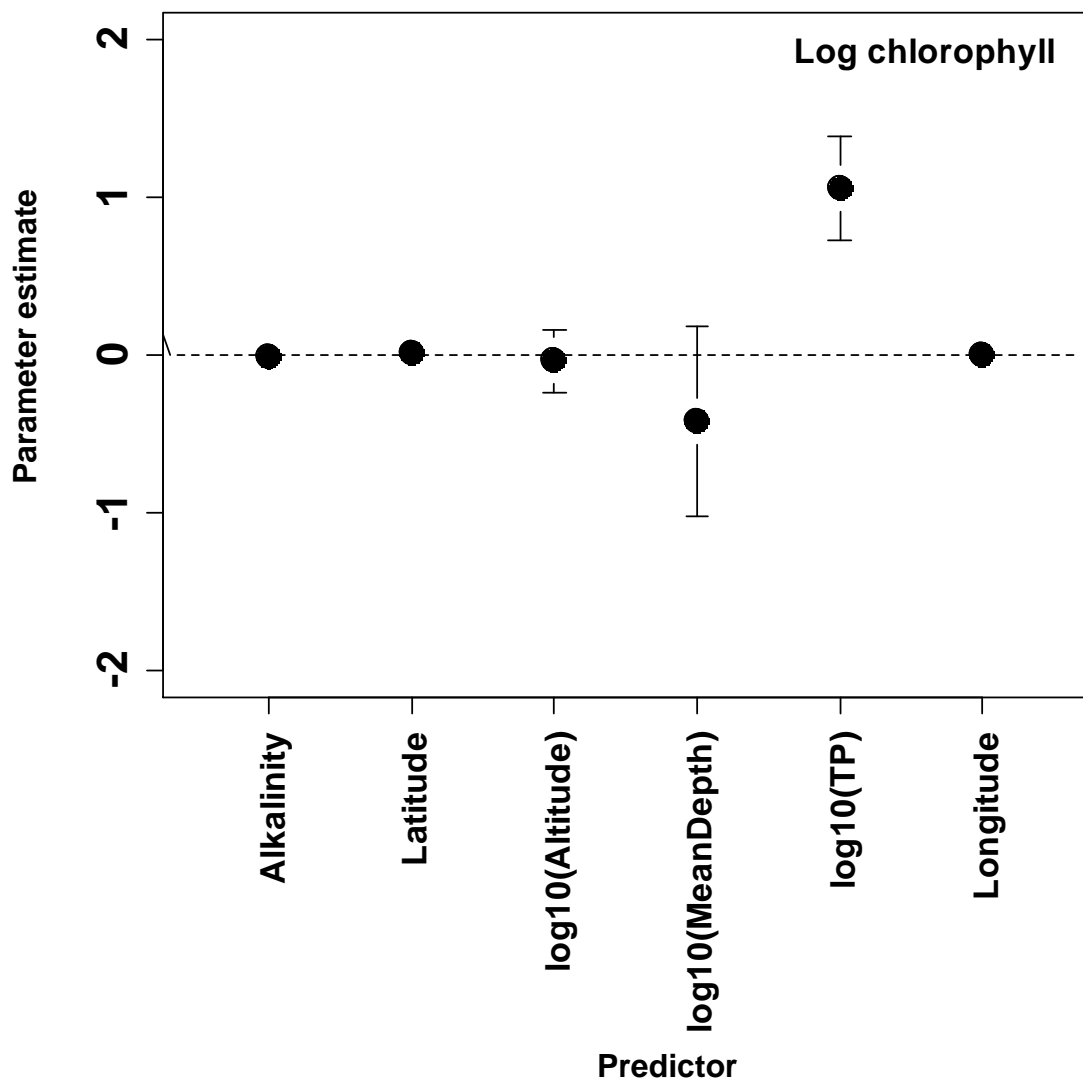 Log chlorophyll
2
1
0
-1
-2
Parameter estimate
Alkalinity
Latitude
log10(Altitude)
log10(MeanDepth)
log10(TP)
Longitude
Predictor